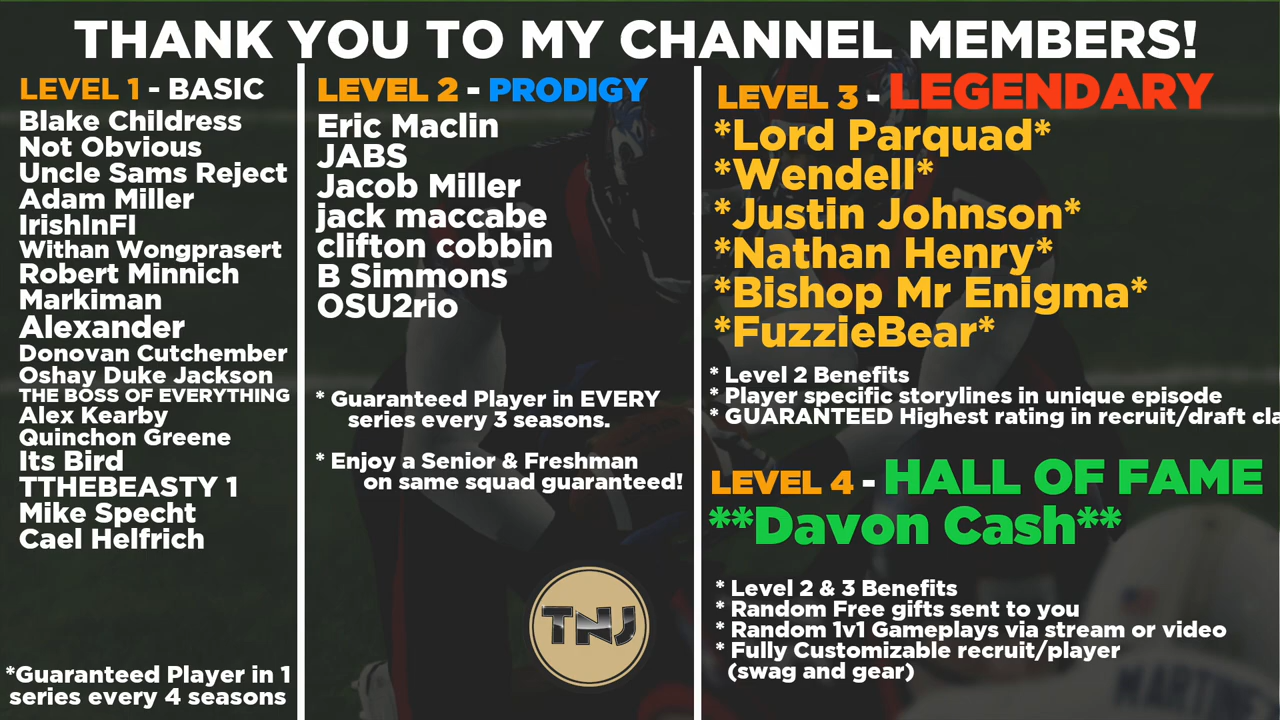 THANK YOU TO MY CHANNEL MEMBERS!
LEVEL 1 - BASIC
Blake Childress
Not Obvious
Uncle Sams Reject
Adam Miller
IrishInFl
Withan Wongprasert
Robert Minnich
Markiman
Alexander
Donovan Cutchember
Oshay Duke Jackson
THE BOSS OF EVERYTHING
Alex Kearby
Quinchon Greene
Its Bird
TTHEBEASTY 1
Mike Specht
Cael Helfrich
*Guaranteed Player in 1
series every 4 seasons
LEVEL 2 - PRODIGY
Eric Maclin
JABS
Jacob Miller
jack maccabe
clifton cobbin
B Simmons
OSU2rio
* Guaranteed Player in EVERY
series every 3 seasons.
* Enjoy a Senior & Freshman
on same squad guaranteed!
TNJ
LEVEL 3 - LEGENDARY
*Lord Parquad*
*Wendell*
*Justin Johnson*
*Nathan Henry*
*Bishop Mr Enigma*
*FuzzieBear*
* Level 2 Benefits
* Player specific storylines in unique episode
* GUARANTEED Highest rating in recruit/draft cla
LEVEL 4 - HALL OF FAME
**Davon Cash**
* Level 2 & 3 Benefits
* Random Free gifts sent to you
* Random 1v1 Gameplays via stream or video
* Fully Customizable recruit/player
(swag and gear)